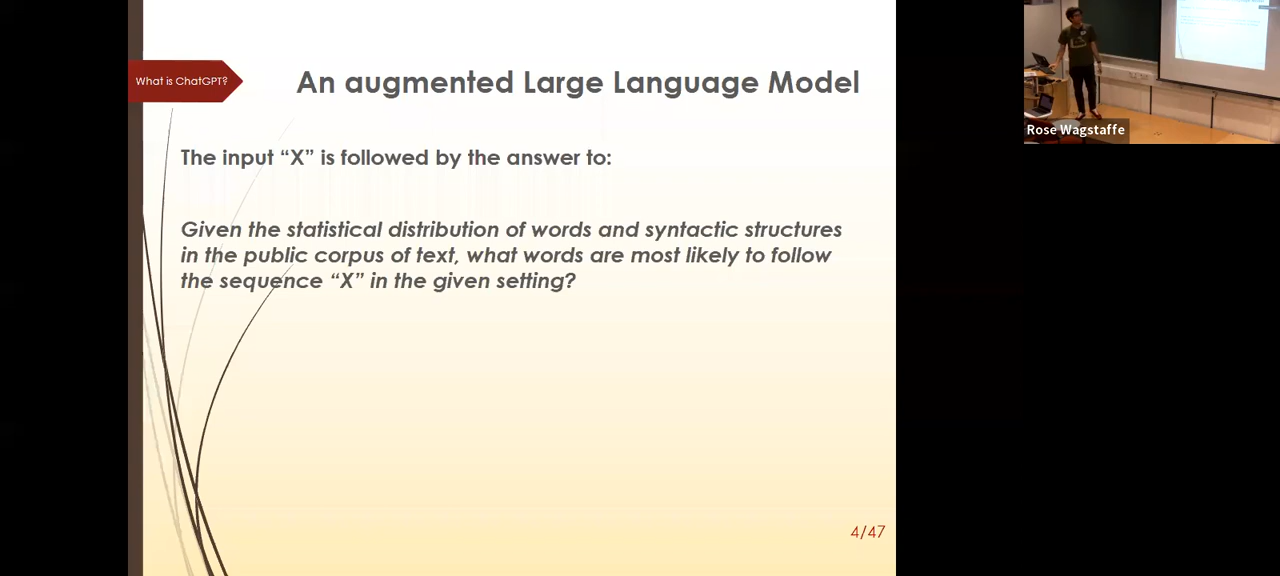 What is ChatGPT?
An augmented Large Language Model
The input “X” is followed by the answer to:
Given the statistical distribution of words and syntactic structures
in the public corpus of text, what words are most likely to follow
the sequence “X” in the given setting?
4/47
Rose Wagstaffe